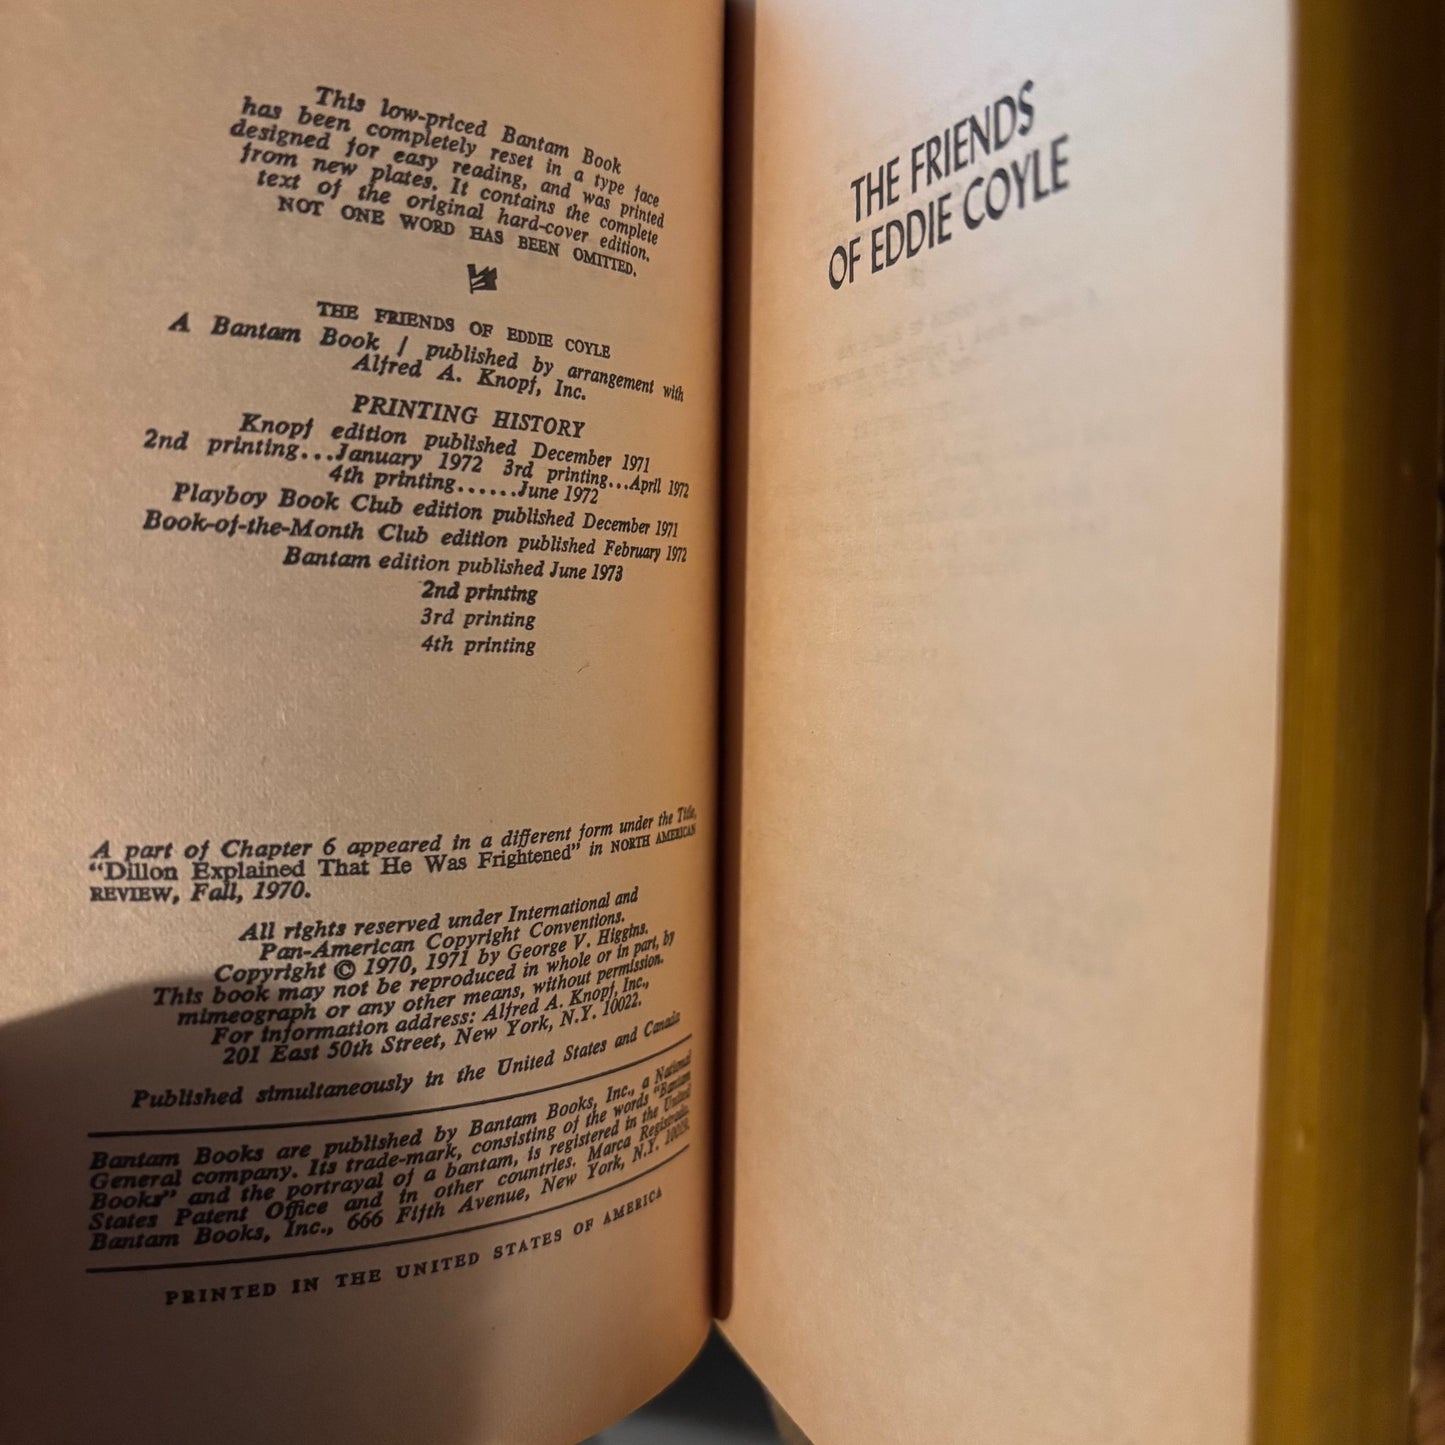 This low-priced Bantam Book
has been completely reset in a type face
designed for easy reading, and was printed
from new plates. It contains the complete
text of the original hard-cover edition.
NOT ONE WORD HAS BEEN OMITTED.
THE FRIENDS OF EDDIE COYLE
A Bantam Book / published by arrangement with
Alfred A. Knopf, Inc.
PRINTING HISTORY
Knopf edition published December 1971
2nd printing...January 1972 3rd printing...April 1972
4th printing......June 1972
Playboy Book Club edition published December 1971
Book-of-the-Month Club edition published February 1972
Bantam edition published June 1973
2nd printing
3rd printing
4th printing
A part of Chapter 6 appeared in a different form under the Title,
"Dillon Explained That He Was Frightened" in NORTH AMERICAN
REVIEW, Fall, 1970.
All rights reserved under International and
Pan-American Copyright Conventions.
Copyright © 1970, 1971 by George V. Higgins.
This book may not be reproduced in whole or in part, by
mimeograph or any other means, without permission.
For information address: Alfred A. Knopf, Inc.,
201 East 50th Street, New York, N.Y. 10022.
Published simultaneously in the United States and Canada
Bantam Books are published by Bantam Books, Inc., a National
General company. Its trade-mark, consisting of the words "Bantam
Books" and the portrayal of a bantam, is registered in the United
States Patent Office and in other countries. Marca Registrada.
Bantam Books, Inc., 666 Fifth Avenue, New York, N.Y. 10019.
PRINTED IN THE UNITED STATES OF AMERICA
THE FRIENDS
OF EDDIE COYLE